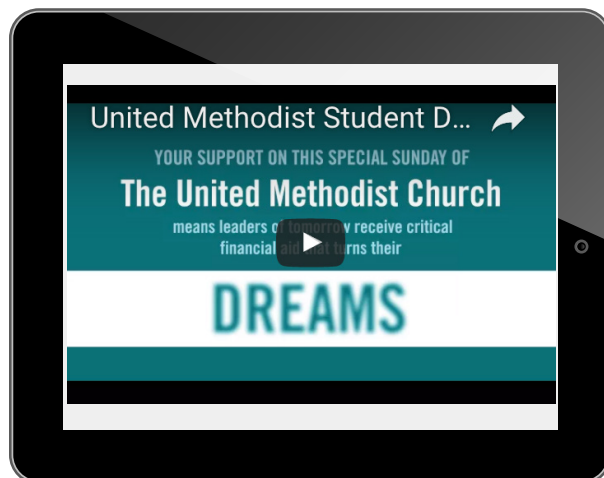 United Methodist Student D...
YOUR SUPPORT ON THIS SPECIAL SUNDAY OF
The United Methodist Church
means leaders of tomorrow receive critical
financial aid that turns their
DREAMS